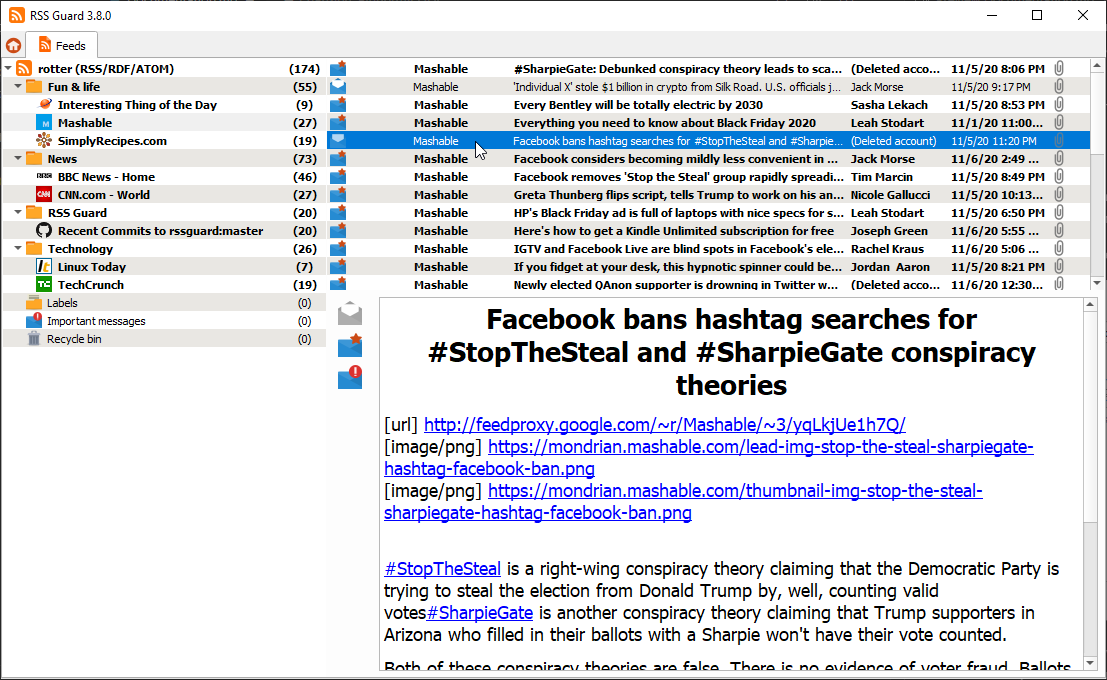 RSS Guard 3.8.0
Feeds
rotter (RSS/RDF/ATOM) (174)
Fun & life (55)
Interesting Thing of the Day (9)
Mashable (27)
SimplyRecipes.com (19)
News (73)
BBC News - Home (46)
CNN.com - World (27)
RSS Guard (20)
Recent Commits to rssguard:master (20)
Technology (26)
Linux Today (7)
TechCrunch (19)
Labels (0)
Important messages (0)
Recycle bin (0)
Mashable #SharpieGate: Debunked conspiracy theory leads to sca... (Deleted acco... 11/5/20 8:06 PM
Mashable 'Individual X' stole $1 billion in crypto from Silk Road. U.S. officials j... Jack Morse 11/5/20 9:17 PM
Mashable Every Bentley will be totally electric by 2030 Sasha Lekach 11/5/20 8:53 PM
Mashable Everything you need to know about Black Friday 2020 Leah Stodart 11/1/20 11:00...
Mashable Facebook bans hashtag searches for #StopTheSteal and #Sharpie... (Deleted account) 11/5/20 11:20 PM
Mashable Facebook considers becoming mildly less convenient in ... Jack Morse 11/6/20 2:49 ...
Mashable Facebook removes 'Stop the Steal' group rapidly spreadi... Tim Marcin 11/5/20 8:49 PM
Mashable Greta Thunberg flips script, tells Trump to work on his an... Nicole Gallucci 11/5/20 10:13...
Mashable HP's Black Friday ad is full of laptops with nice specs for s... Leah Stodart 11/5/20 6:50 PM
Mashable Here's how to get a Kindle Unlimited subscription for free Joseph Green 11/6/20 5:55 ...
Mashable IGTV and Facebook Live are blind spots in Facebook's ele... Rachel Kraus 11/6/20 5:06 ...
Mashable If you fidget at your desk, this hypnotic spinner could be... Jordan Aaron 11/5/20 8:21 PM
Mashable Newly elected QAnon supporter is drowning in Twitter w... (Deleted acco... 11/6/20 12:30...
Facebook bans hashtag searches for
#StopTheSteal and #SharpieGate conspiracy
theories
[url] http://feedproxy.google.com/~r/Mashable/~3/yqLkjUe1h7Q/
[image/png] https://mondrian.mashable.com/lead-img-stop-the-steal-sharpiegate-
hashtag-facebook-ban.png
[image/png] https://mondrian.mashable.com/thumbnail-img-stop-the-steal-
sharpiegate-hashtag-facebook-ban.png
#StopTheSteal is a right-wing conspiracy theory claiming that the Democratic Party is
trying to steal the election from Donald Trump by, well, counting valid
votes#SharpieGate is another conspiracy theory claiming that Trump supporters in
Arizona who filled in their ballots with a Sharpie won't have their vote counted.
Both of these conspiracy theories are false. There is no evidence of voter fraud. Ballots